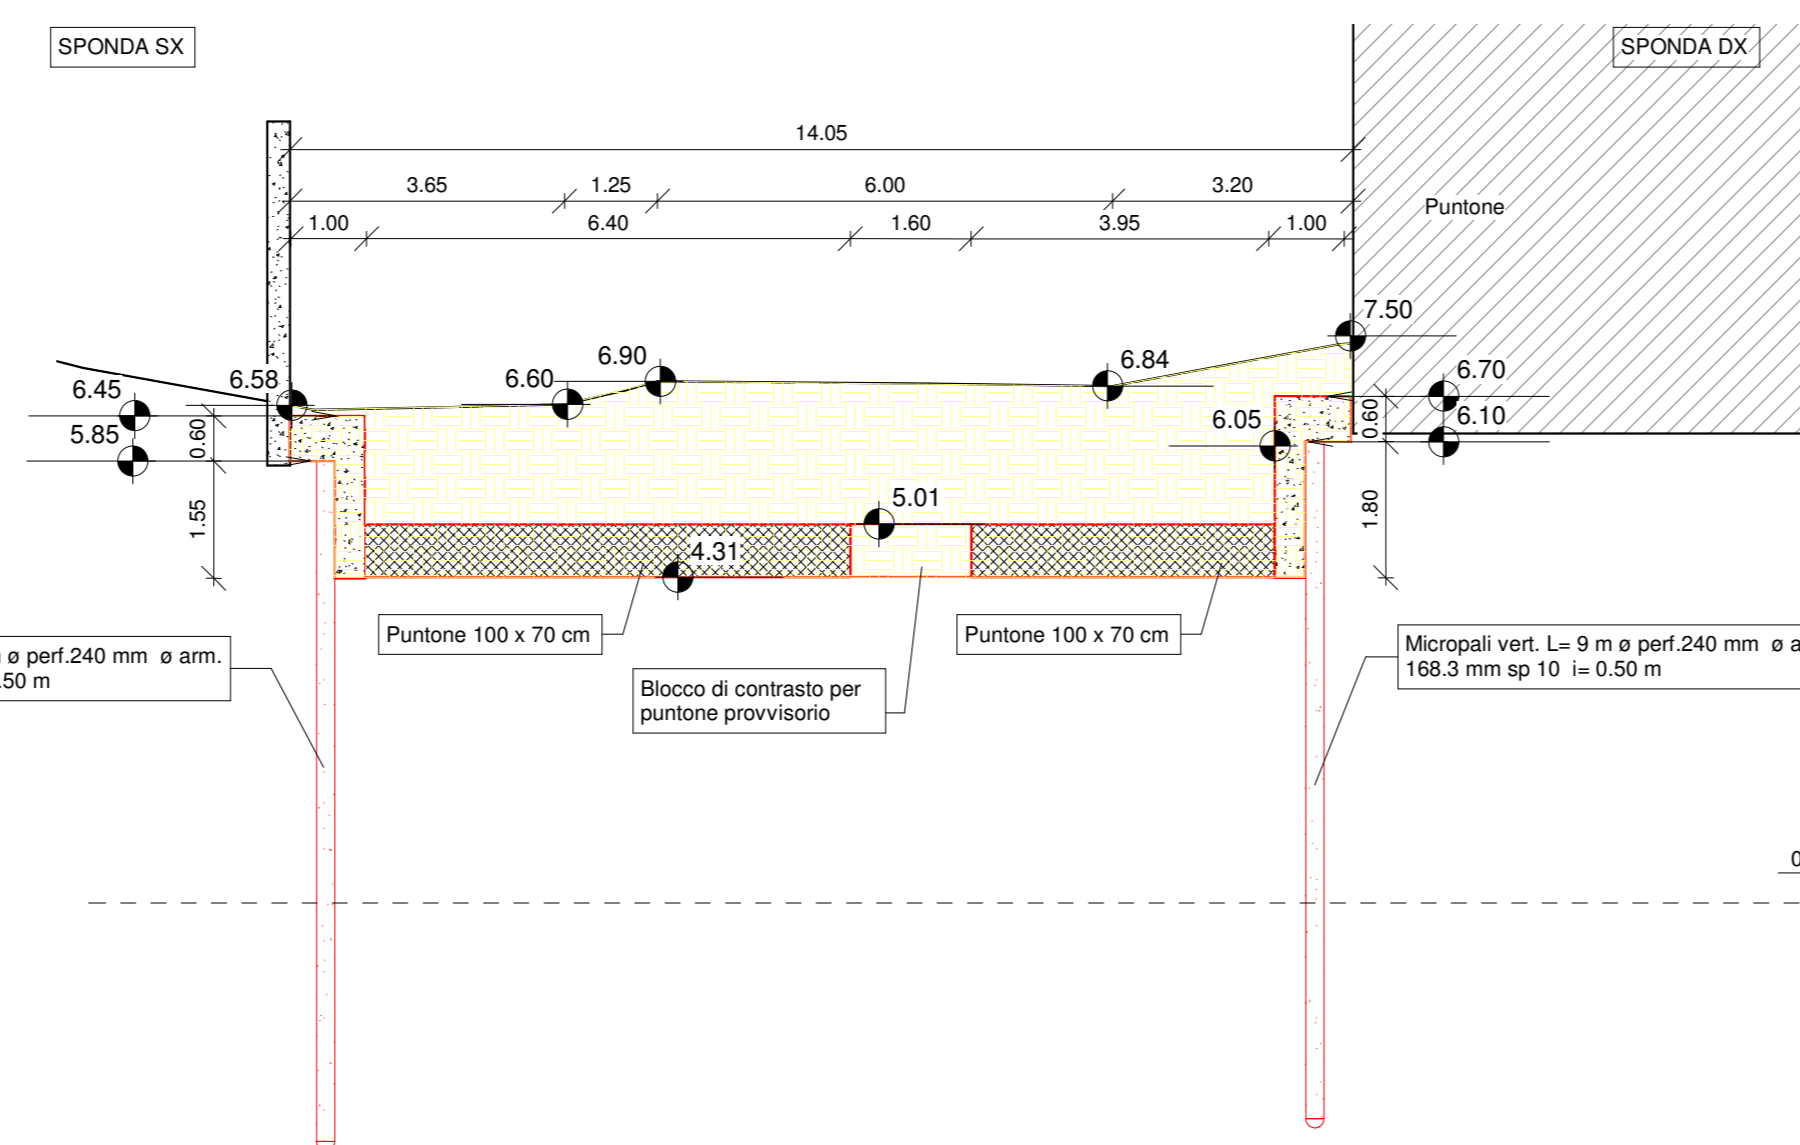 SPONDA SX
SPONDA DX
14.05
3.65
1.25
6.00
3.20
Puntone
1.00
6.40
1.60
3.95
1.00
7.50
6.90
6.84
6.58
6.60
6.45
6.70
6.05
6.10
5.85
0.60
0.60
5.01
1.55
1.80
4.31
Puntone 100 x 70 cm
Puntone 100 x 70 cm
ø perf.240 mm ø arm.
50 m
Micropali vert. L= 9 m ø perf.240 mm ø a
168.3 mm sp 10 i= 0.50 m
Blocco di contrasto per
puntone provvisorio
0